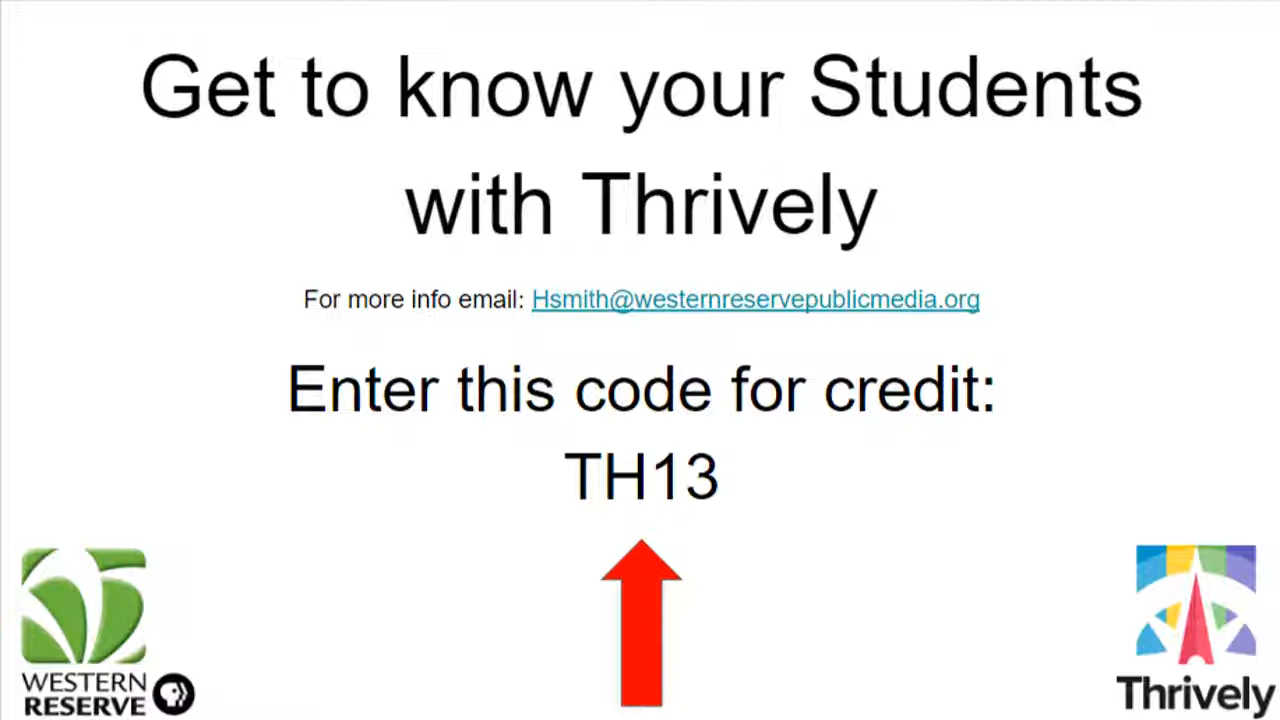 Get to know your Students
with Thrively
For more info email: Hsmith@westernreservepublicmedia.org
Enter this code for credit:
TH13
WESTERN
RESERVE
Thrively